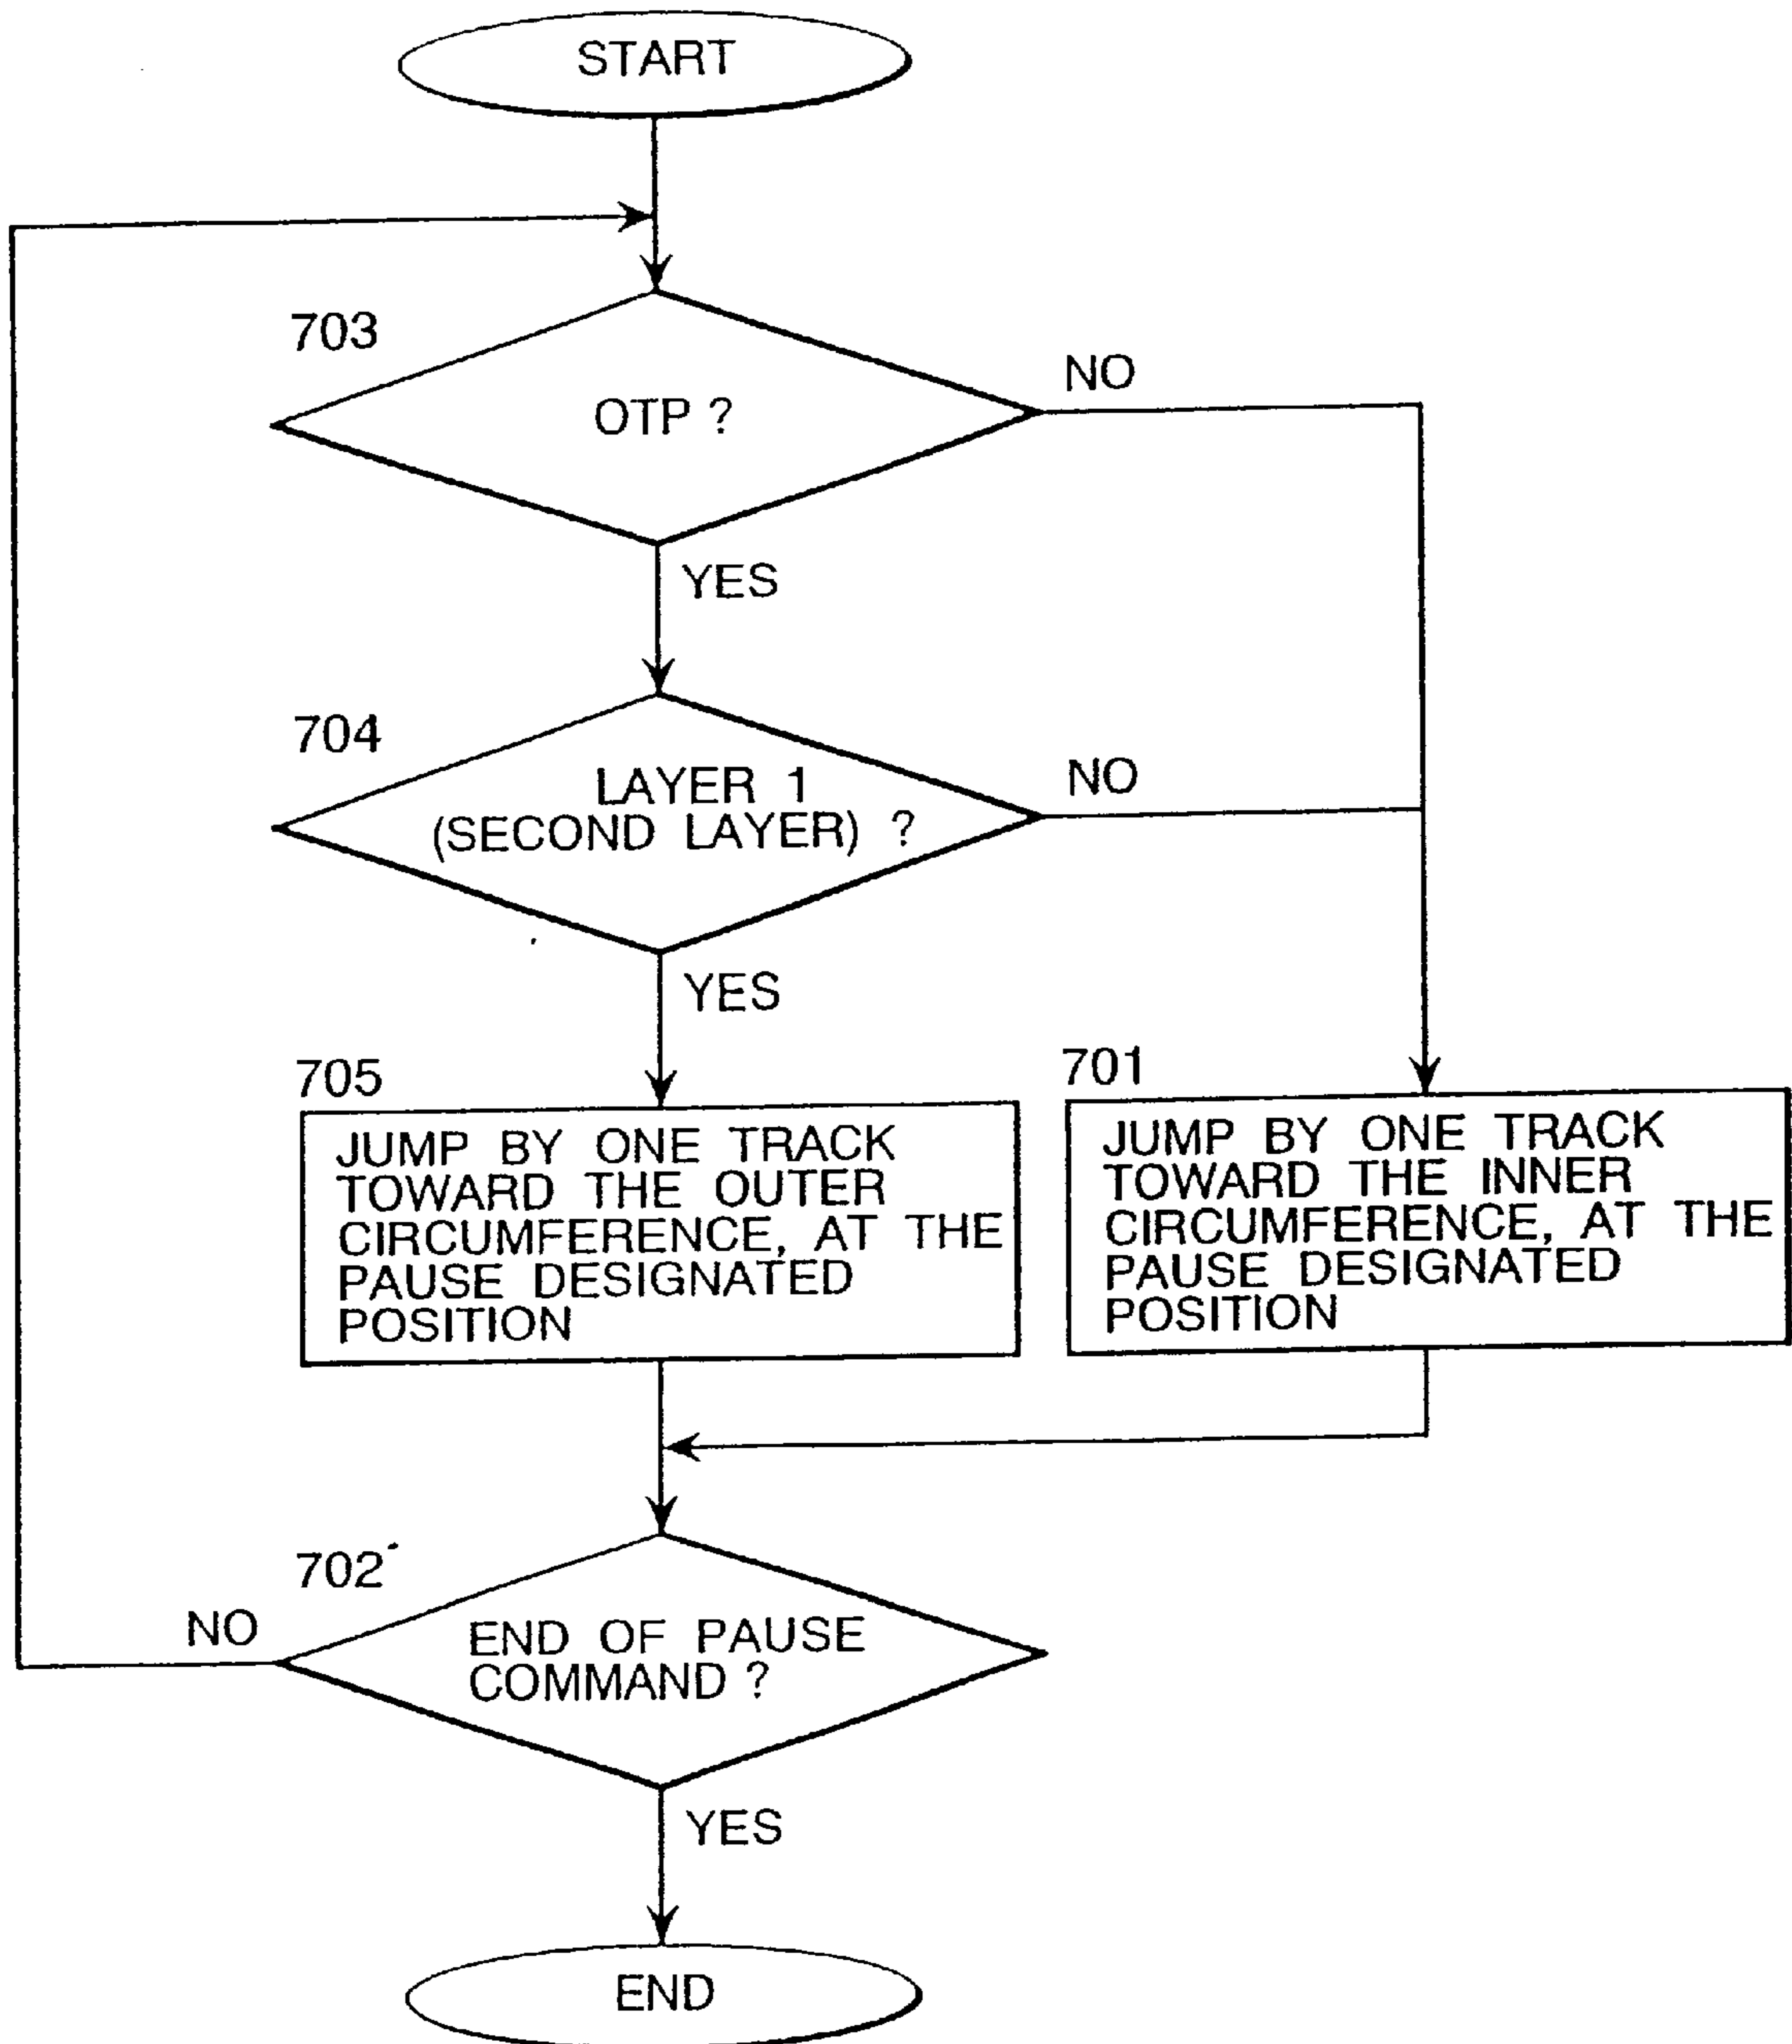 START
703
NO
OTP ?
YES
704
NO
LAYER 1
(SECOND LAYER) ?
YES
705
JUMP BY ONE TRACK
TOWARD THE OUTER
CIRCUMFERENCE, AT THE
PAUSE DESIGNATED
POSITION
701
JUMP BY ONE TRACK
TOWARD THE INNER
CIRCUMFERENCE, AT THE
PAUSE DESIGNATED
POSITION
702
NO
END OF PAUSE
COMMAND ?
YES
END